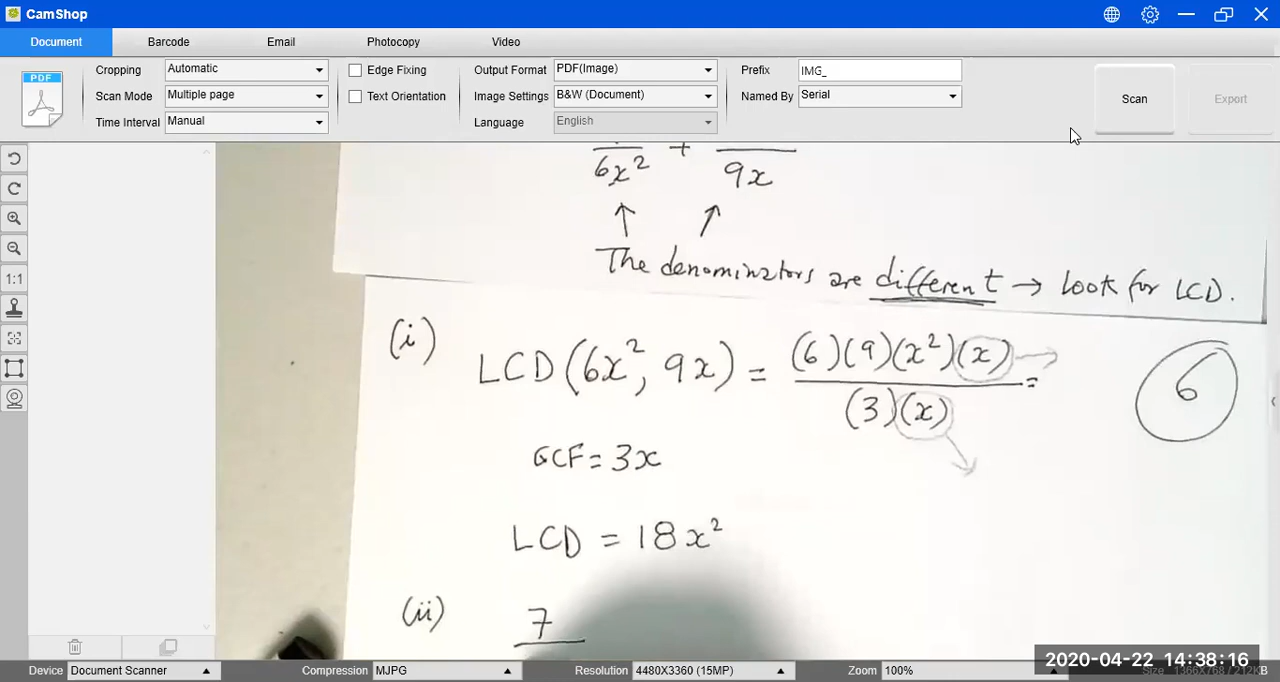 CamShop
Document Barcode Email Photocopy Video
PDF Cropping Automatic Edge Fixing Output Format PDF(Image) Prefix IMG_
Scan Mode Multiple page Text Orientation Image Settings B&W (Document) Named By Serial Scan Export
Time Interval Manual Language English
1:1
6x² + 9x
The denominators are different → look for LCD.
(i) LCD(6x², 9x) = (6)(9)(x²)(x) / (3)(x) =
6
GCF = 3x
LCD = 18x²
(ii) 7
Device Document Scanner Compression MJPG Resolution 4480X3360 (15MP) Zoom 100%
2020-04-22 14:38:16